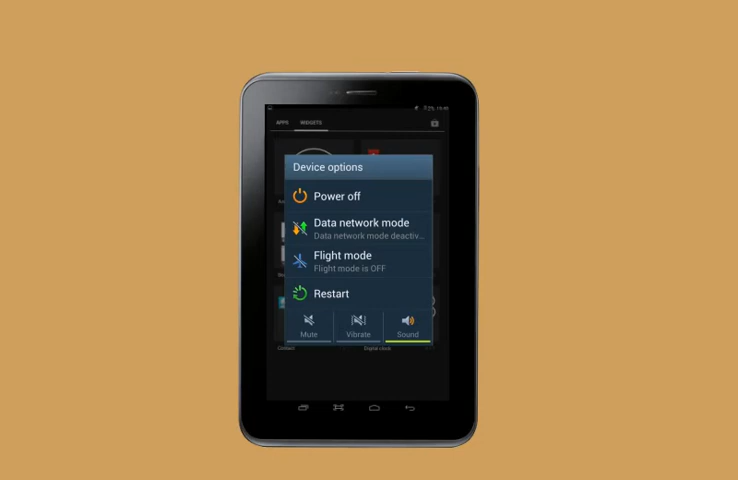 APPS WIDGETS
Device options
Power off
Data network mode
Data network mode deactiv...
Flight mode
Flight mode is OFF
Restart
Mute Vibrate Sound
Contact Digital clock